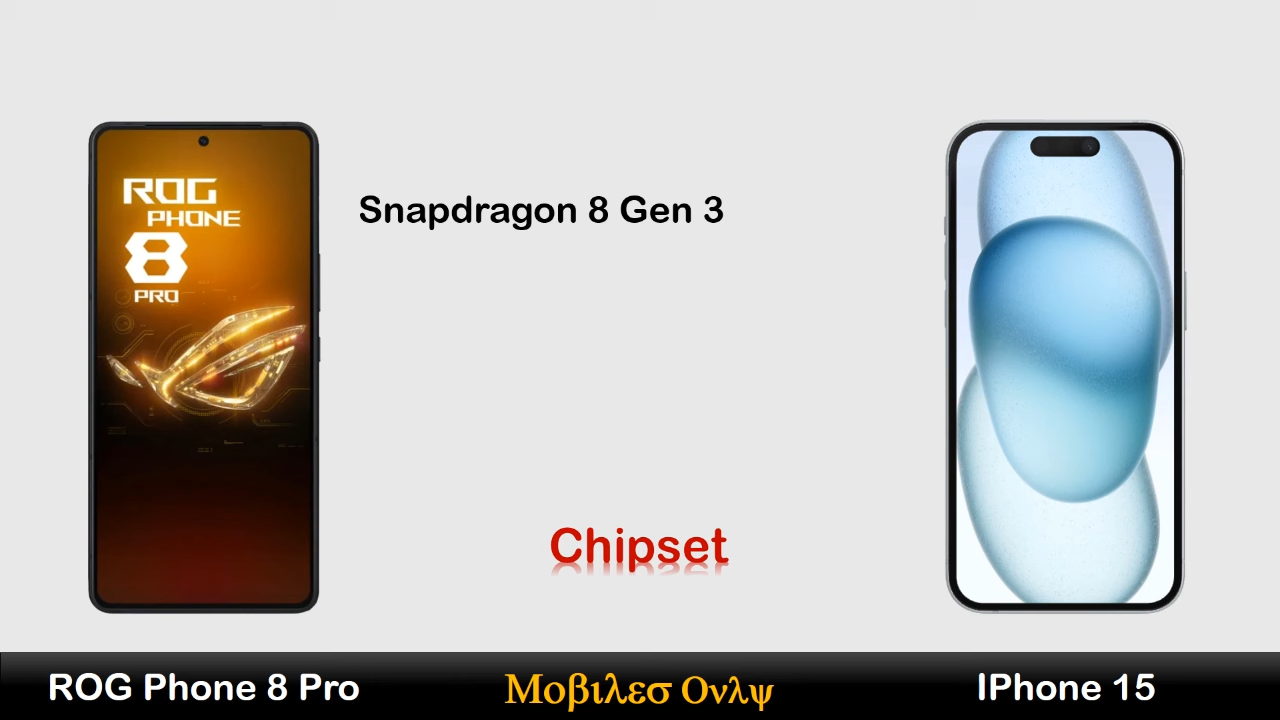 ROG
PHONE
8
PRO
Snapdragon 8 Gen 3
Chipset
ROG Phone 8 Pro
Μοβιλεσ Ονλψ
IPhone 15